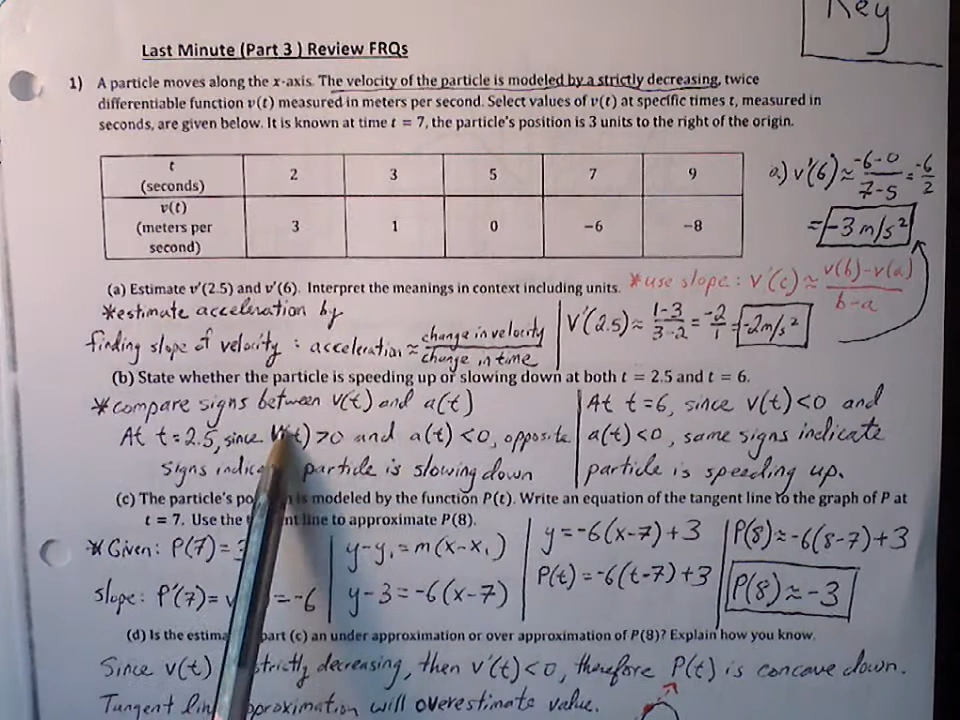 Key
Last Minute (Part 3 ) Review FRQs
1) A particle moves along the x-axis. The velocity of the particle is modeled by a strictly decreasing, twice
differentiable function v(t) measured in meters per second. Select values of v(t) at specific times t, measured in
seconds, are given below. It is known at time t = 7, the particle's position is 3 units to the right of the origin.
t (seconds) 2 3 5 7 9
v(t) (meters per second) 3 1 0 −6 −8
a) v'(6) ≈ -6-0/7-5 = -6/2
= -3 m/s²
(a) Estimate v'(2.5) and v'(6). Interpret the meanings in context including units.
*use slope: v'(c) ≈ v(b)-v(a)/b-a
*estimate acceleration by
finding slope of velocity : acceleration ≈ change in velocity/change in time
V'(2.5) ≈ 1-3/3-2 = -2/1 = -2 m/s²
(b) State whether the particle is speeding up or slowing down at both t = 2.5 and t = 6.
*compare signs between v(t) and a(t)
At t=2.5, since V(t) >0 and a(t) <0, opposite
signs particle is slowing down
At t=6, since v(t)<0 and
a(t)<0, same signs indicate
particle is speeding up.
(c) The particle's is modeled by the function P(t). Write an equation of the tangent line to the graph of P at
t = 7. Use the line to approximate P(8).
*Given: P(7)=3
slope: P'(7)= =-6
y-y₁=m(x-x₁)
y-3=-6(x-7)
y=-6(x-7)+3
P(t)=-6(t-7)+3
P(8)≈-6(8-7)+3
P(8)≈-3
(d) Is the part (c) an under approximation or over approximation of P(8)? Explain how you know.
Since v(t) strictly decreasing, then v'(t)<0, therefore P(t) is concave down.
Tangent will overestimate value.